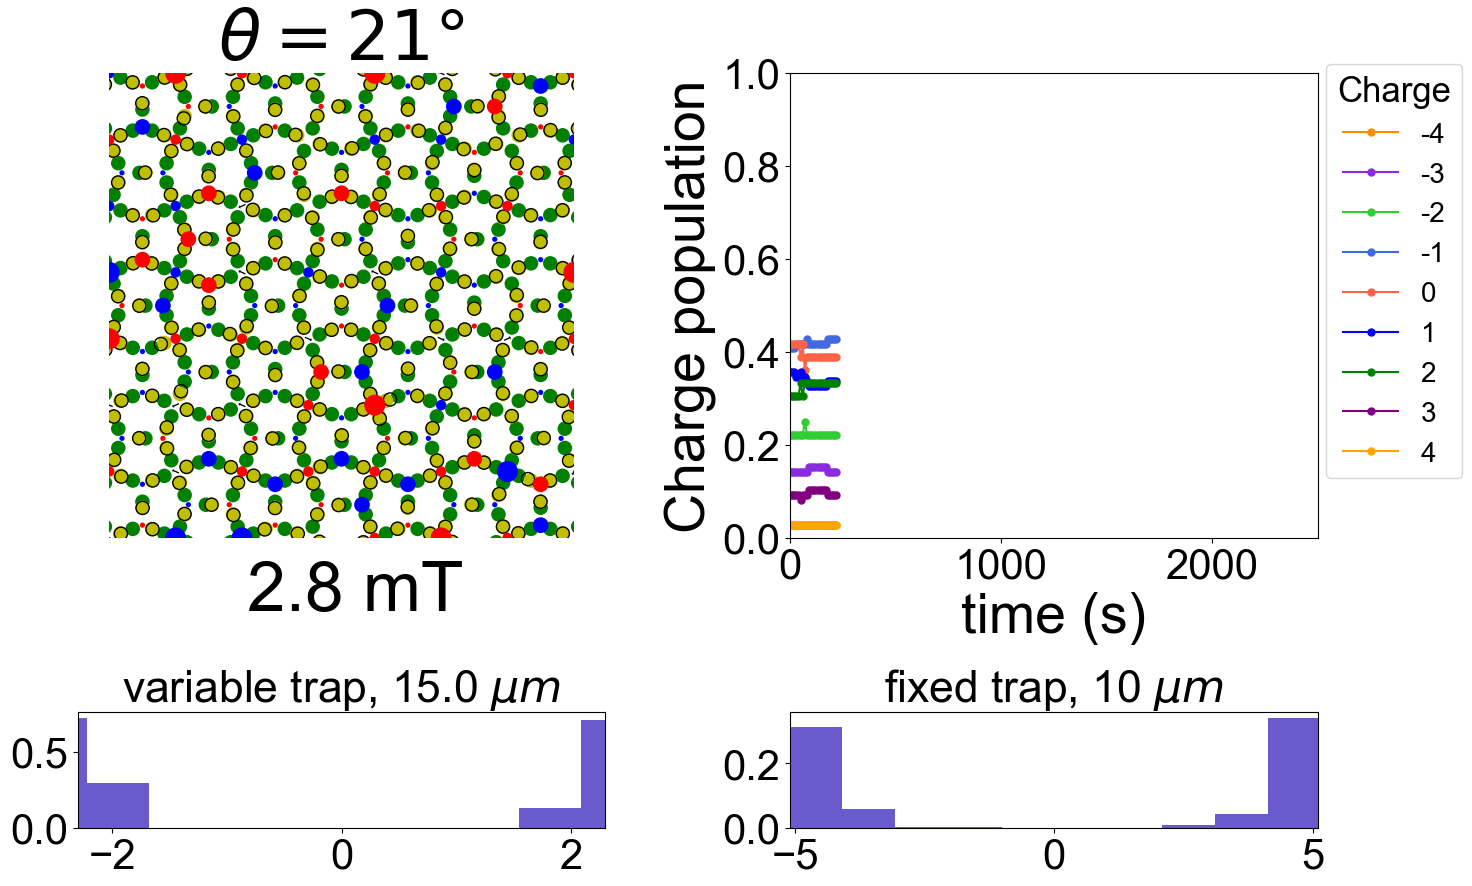 θ = 21°
2.8 mT
Charge population
1.0
0.8
0.6
0.4
0.2
0.0
0 1000 2000
time (s)
Charge
-4
-3
-2
-1
0
1
2
3
4
variable trap, 15.0 μm
0.5
0.0
−2 0 2
fixed trap, 10 μm
0.2
0.0
−5 0 5